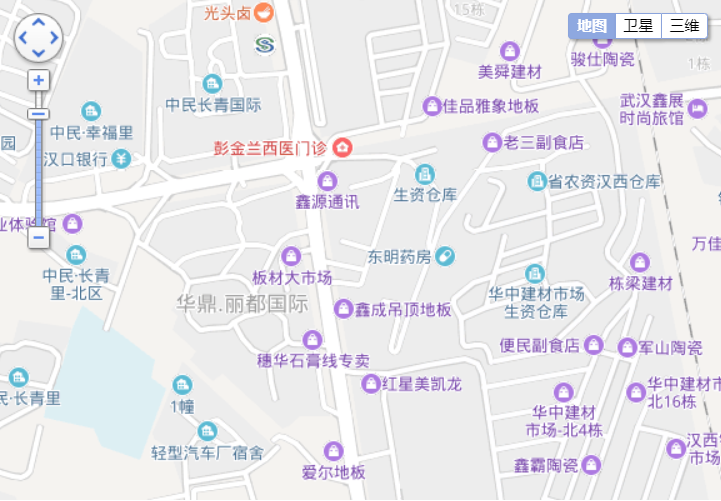 光头卤
15栋
地图
卫星
三维
骏仕陶瓷
美舜建材
1栋
中民长青国际
佳品雅象地板
武汉鑫展
时尚旅馆
中民·幸福里
园
老三副食店
彭金兰西医门诊
汉口银行
生资仓库
省农资汉西仓库
鑫源通讯
业体验馆
万佳
东明药房
中民·长青
里-北区
板材大市场
栋梁建材
华中建材市场
生资仓库
华鼎.丽都国际
鑫成吊顶地板
便民副食店
军山陶瓷
穗华石膏线专卖
民·长青里
1幢
红星美凯龙
华中建材市
北16栋
华中建材
市场-北4栋
轻型汽车厂宿舍
汉西
市场
爱尔地板
鑫霸陶瓷